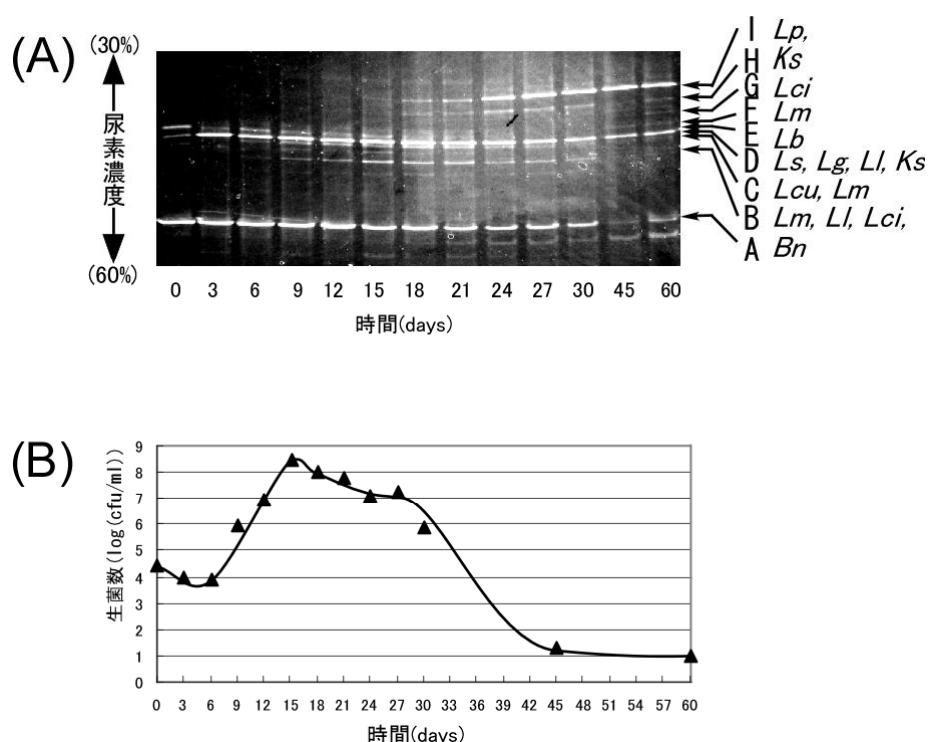 (A)
(30%)
尿素濃度
(60%)
0 3 6 9 12 15 18 21 24 27 30 45 60
時間(days)
I Lp,
H Ks
G Lci
F Lm
E Lb
D Ls, Lg, Ll, Ks
C Lcu, Lm
B Lm, Ll, Lci,
A Bn
(B)
生菌数(log(cfu/ml))
9
8
7
6
5
4
3
2
1
0
0 3 6 9 12 15 18 21 24 27 30 33 36 39 42 45 48 51 54 57 60
時間(days)